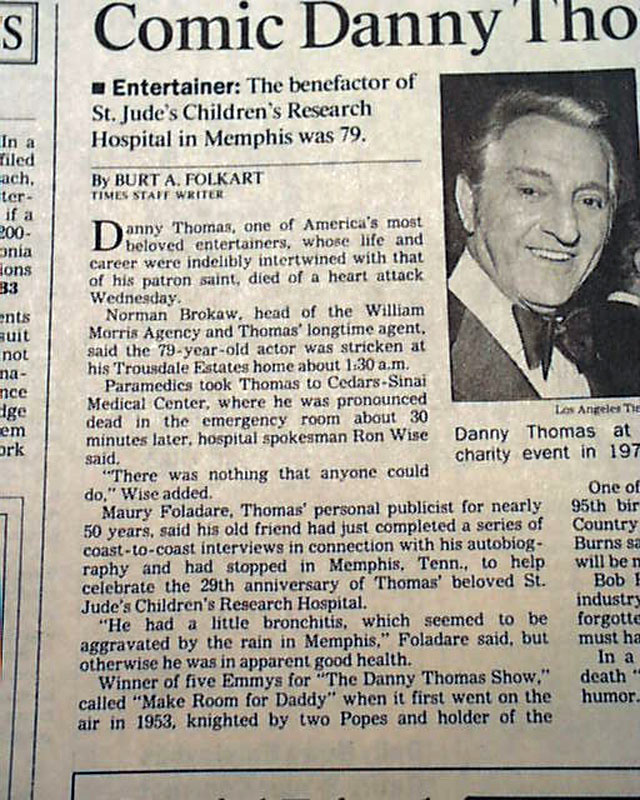 S
In a
filed
ach,
ter-
if a
200-
onia
ions
33
ents
suit
not
na-
nce
dge
em
ork
Comic Danny Tho
■ Entertainer: The benefactor of
St. Jude's Children's Research
Hospital in Memphis was 79.
By BURT A. FOLKART
TIMES STAFF WRITER
Danny Thomas, one of America's most
beloved entertainers, whose life and
career were indelibly intertwined with that
of his patron saint, died of a heart attack
Wednesday.
Norman Brokaw, head of the William
Morris Agency and Thomas' longtime agent,
said the 79-year-old actor was stricken at
his Trousdale Estates home about 1:30 a.m.
Paramedics took Thomas to Cedars-Sinai
Medical Center, where he was pronounced
dead in the emergency room about 30
minutes later, hospital spokesman Ron Wise
said.
"There was nothing that anyone could
do," Wise added.
Maury Foladare, Thomas' personal publicist for nearly
50 years, said his old friend had just completed a series of
coast-to-coast interviews in connection with his autobiog-
raphy and had stopped in Memphis, Tenn., to help
celebrate the 29th anniversary of Thomas' beloved St.
Jude's Children's Research Hospital.
"He had a little bronchitis, which seemed to be
aggravated by the rain in Memphis," Foladare said, but
otherwise he was in apparent good health.
Winner of five Emmys for "The Danny Thomas Show,"
called "Make Room for Daddy" when it first went on the
air in 1953, knighted by two Popes and holder of the
Los Angeles Ti
Danny Thomas at
charity event in 197
One of
95th bir
Country
Burns sa
will be n
Bob H
industry
forgotte
must ha
In a
death "
humor.